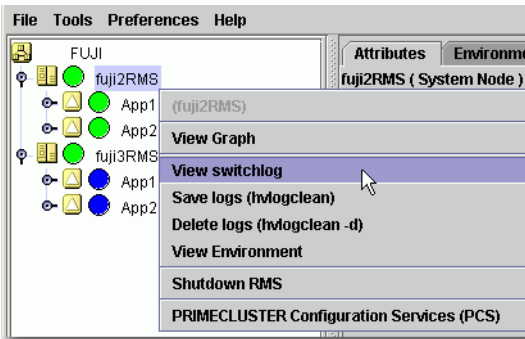 File Tools Preferences Help
FUJI
Attributes
fuji2RMS
fuji2RMS ( System Node )
App1
(fuji2RMS)
App2
View Graph
fuji3RMS
View switchlog
App1
Save logs (hvlogclean)
App2
Delete logs (hvlogclean -d)
View Environment
Shutdown RMS
PRIMECLUSTER Configuration Services (PCS)